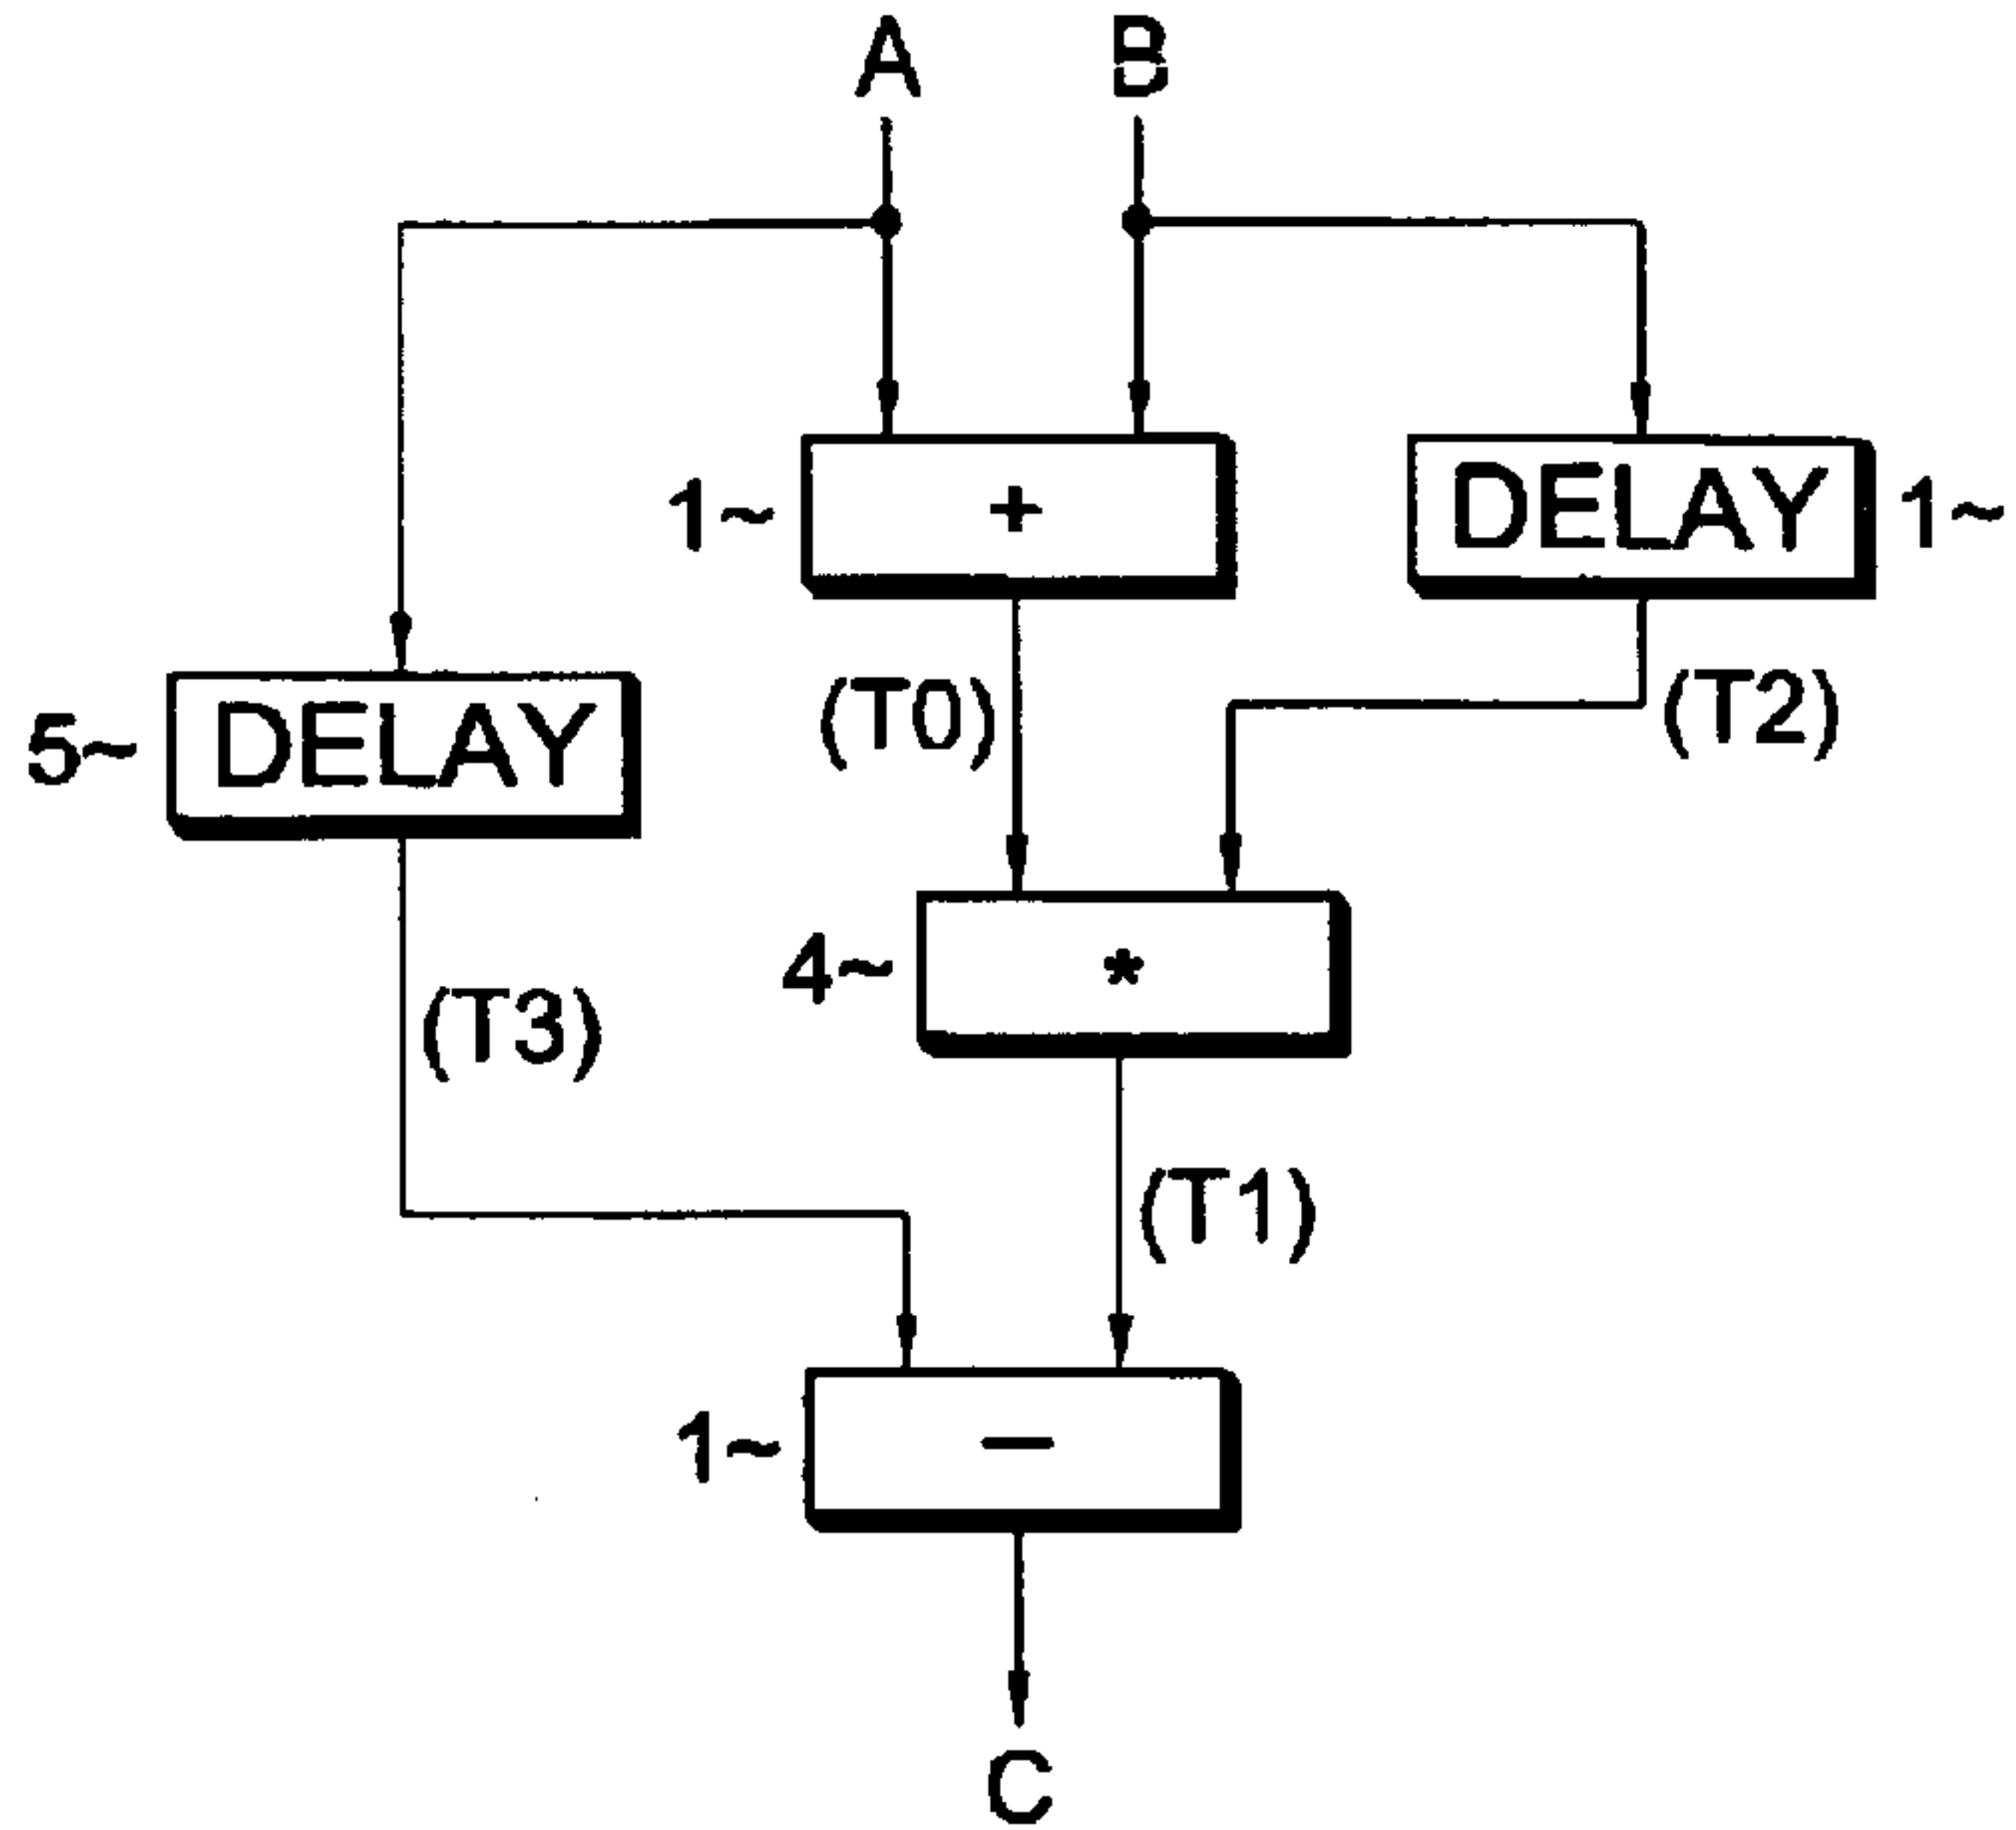 A B
1~ + DELAY 1~
5~ DELAY (T0) (T2)
4~ *
(T3)
(T1)
1~ −
C